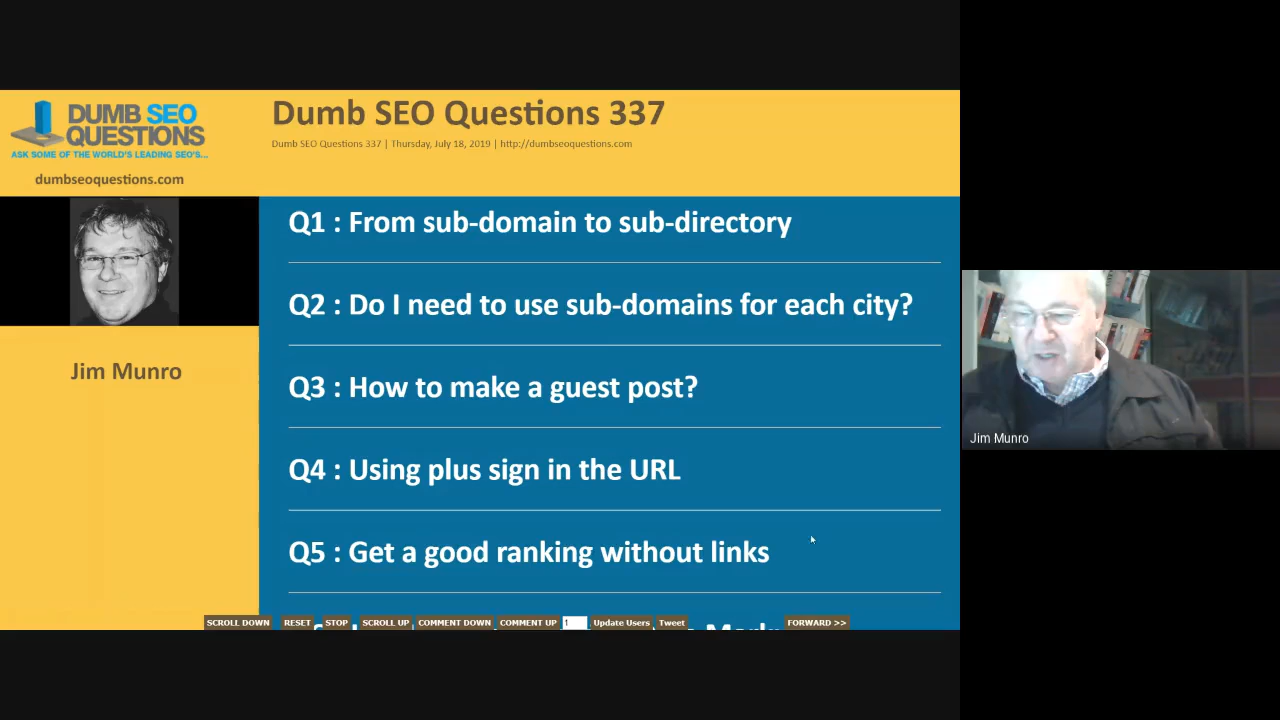 DUMB SEO
QUESTIONS
ASK SOME OF THE WORLD'S LEADING SEO'S...
dumbseoquestions.com
Dumb SEO Questions 337
Dumb SEO Questions 337 | Thursday, July 18, 2019 | http://dumbseoquestions.com
Jim Munro
Q1 : From sub-domain to sub-directory
Q2 : Do I need to use sub-domains for each city?
Q3 : How to make a guest post?
Q4 : Using plus sign in the URL
Q5 : Get a good ranking without links
SCROLL DOWN RESET STOP SCROLL UP COMMENT DOWN COMMENT UP 1 Update Users Tweet FORWARD >>
Jim Munro